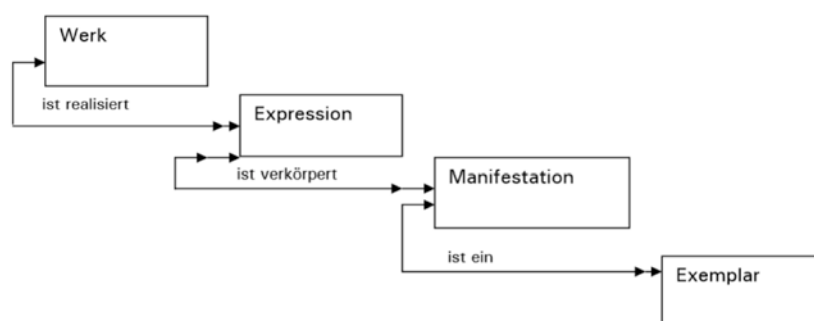 Werk
ist realisiert
Expression
ist verkörpert
Manifestation
ist ein
Exemplar